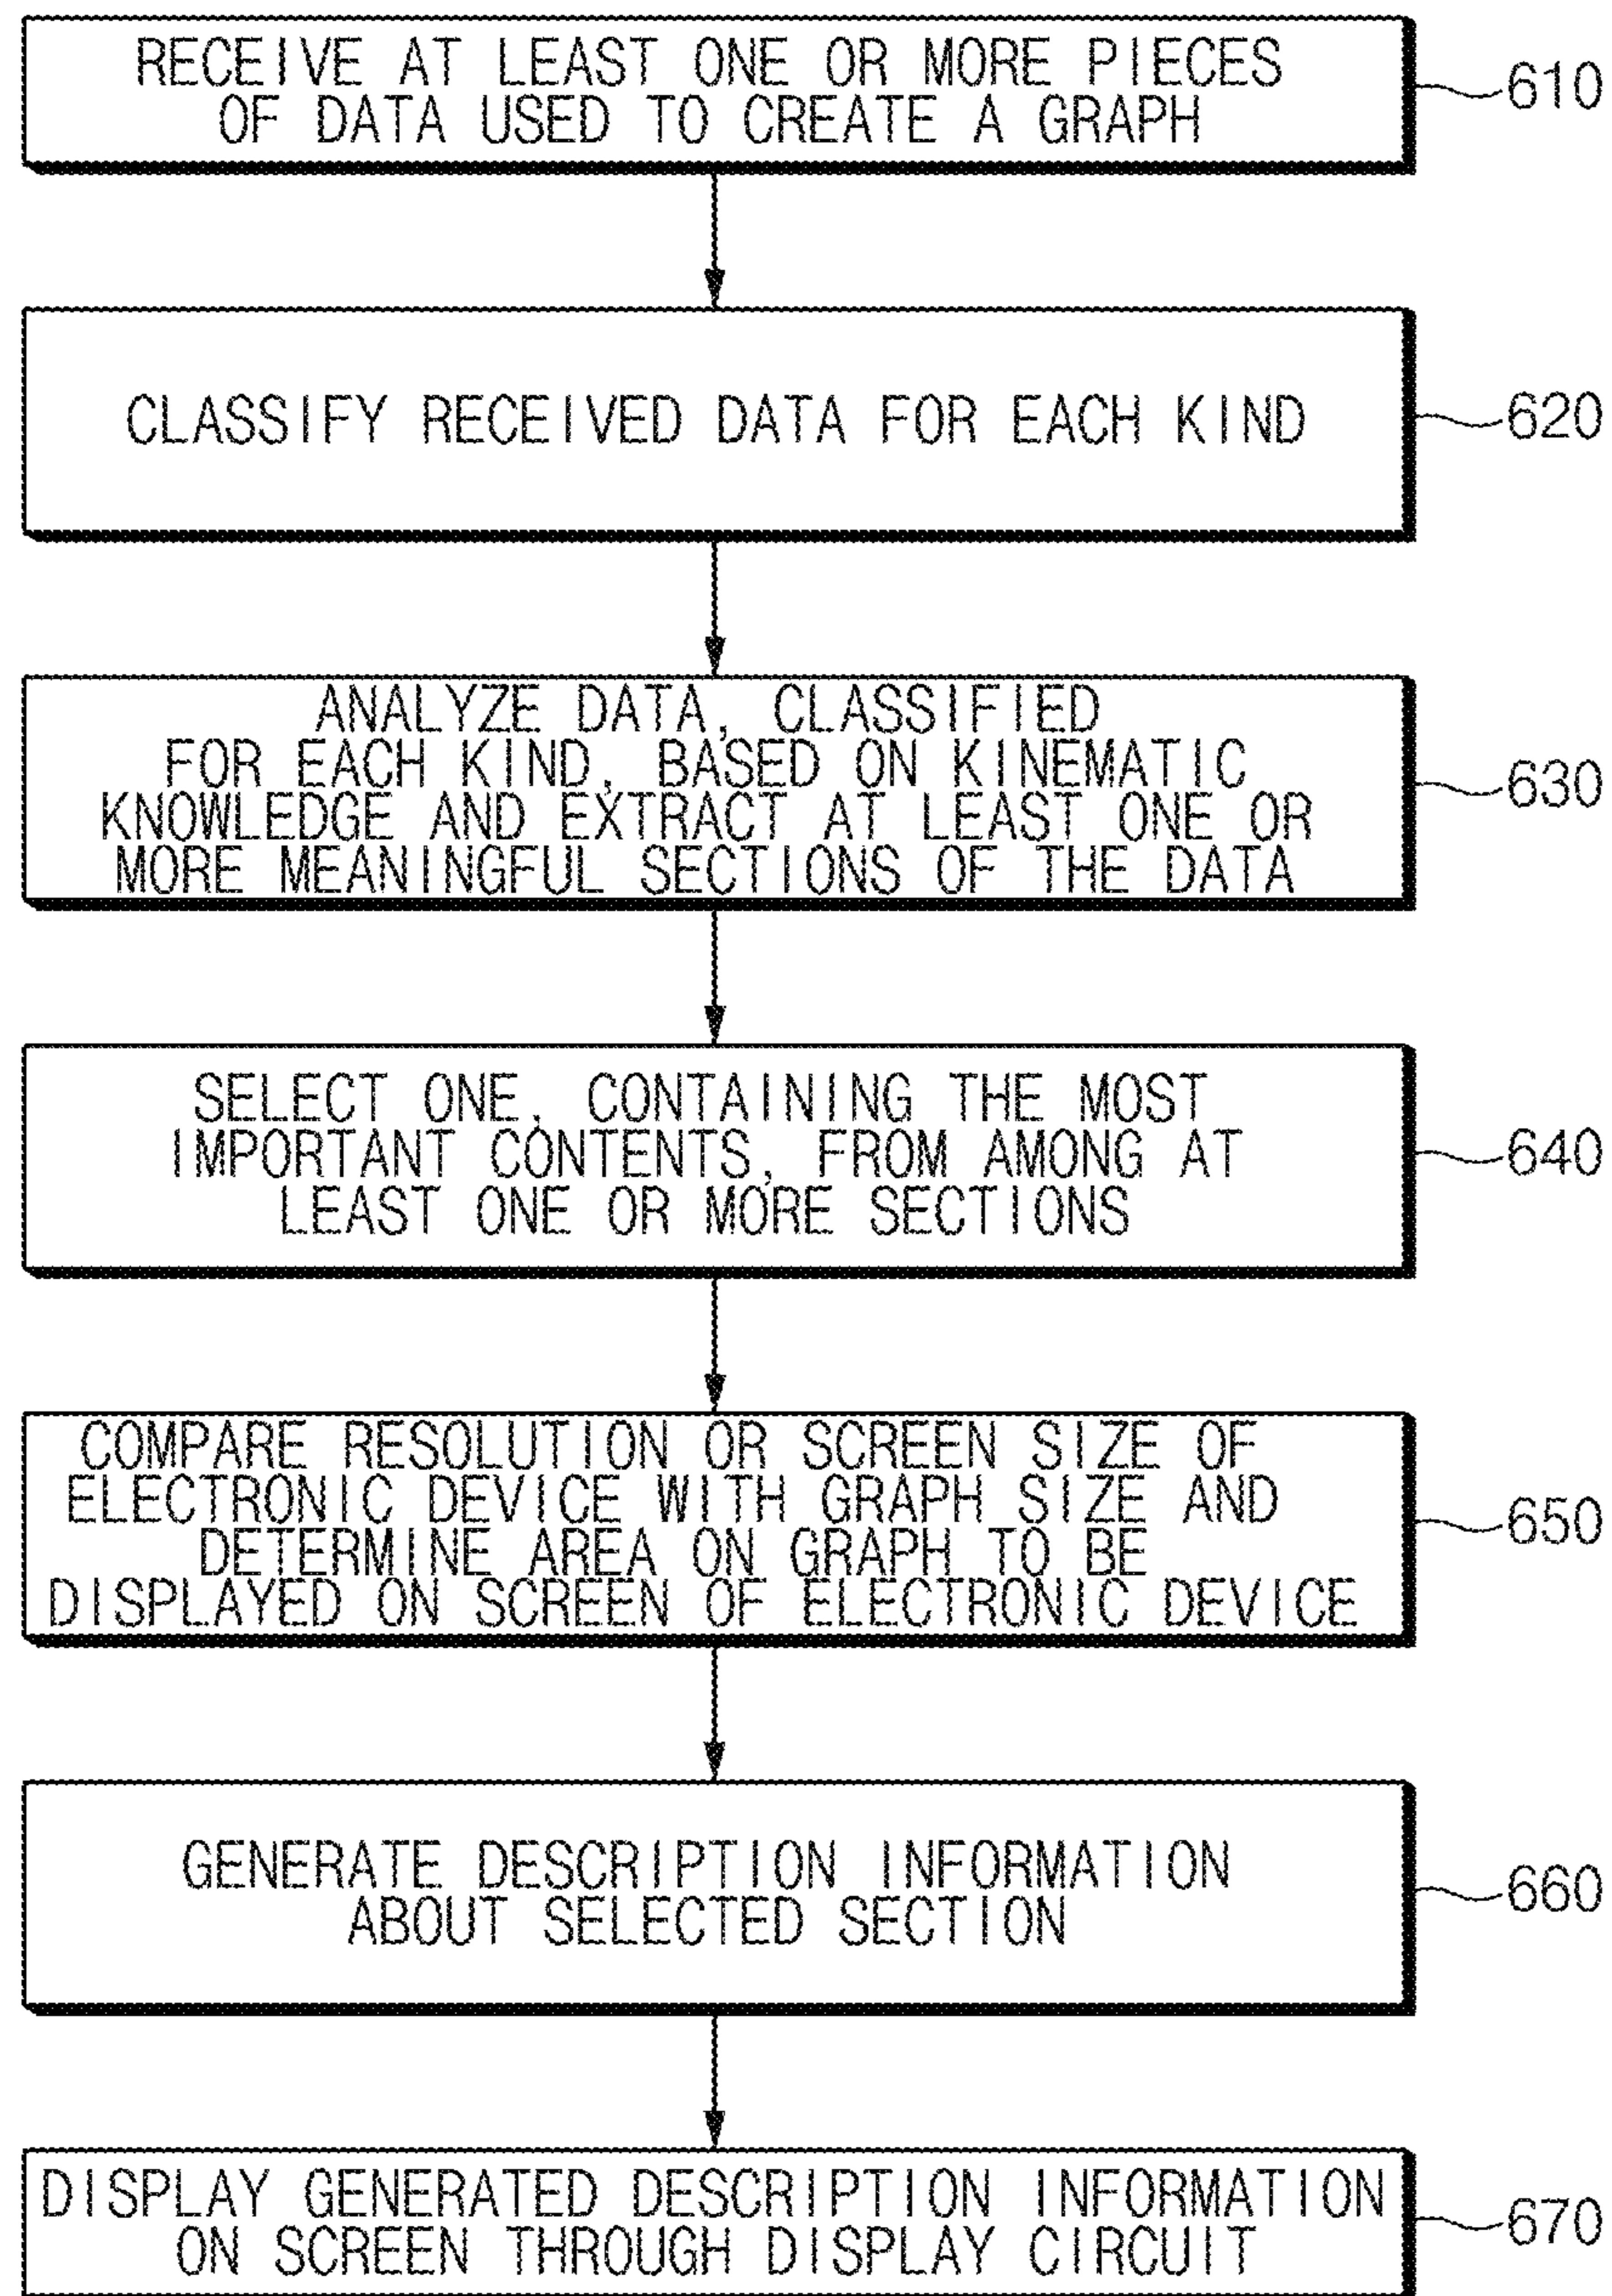 RECEIVE AT LEAST ONE OR MORE PIECES
OF DATA USED TO CREATE A GRAPH
610
CLASSIFY RECEIVED DATA FOR EACH KIND
620
ANALYZE DATA, CLASSIFIED
FOR EACH KIND, BASED ON KINEMATIC
KNOWLEDGE AND EXTRACT AT LEAST ONE OR
MORE MEANINGFUL SECTIONS OF THE DATA
630
SELECT ONE, CONTAINING THE MOST
IMPORTANT CONTENTS, FROM AMONG AT
LEAST ONE OR MORE SECTIONS
640
COMPARE RESOLUTION OR SCREEN SIZE OF
ELECTRONIC DEVICE WITH GRAPH SIZE AND
DETERMINE AREA ON GRAPH TO BE
DISPLAYED ON SCREEN OF ELECTRONIC DEVICE
650
GENERATE DESCRIPTION INFORMATION
ABOUT SELECTED SECTION
660
DISPLAY GENERATED DESCRIPTION INFORMATION
ON SCREEN THROUGH DISPLAY CIRCUIT
670